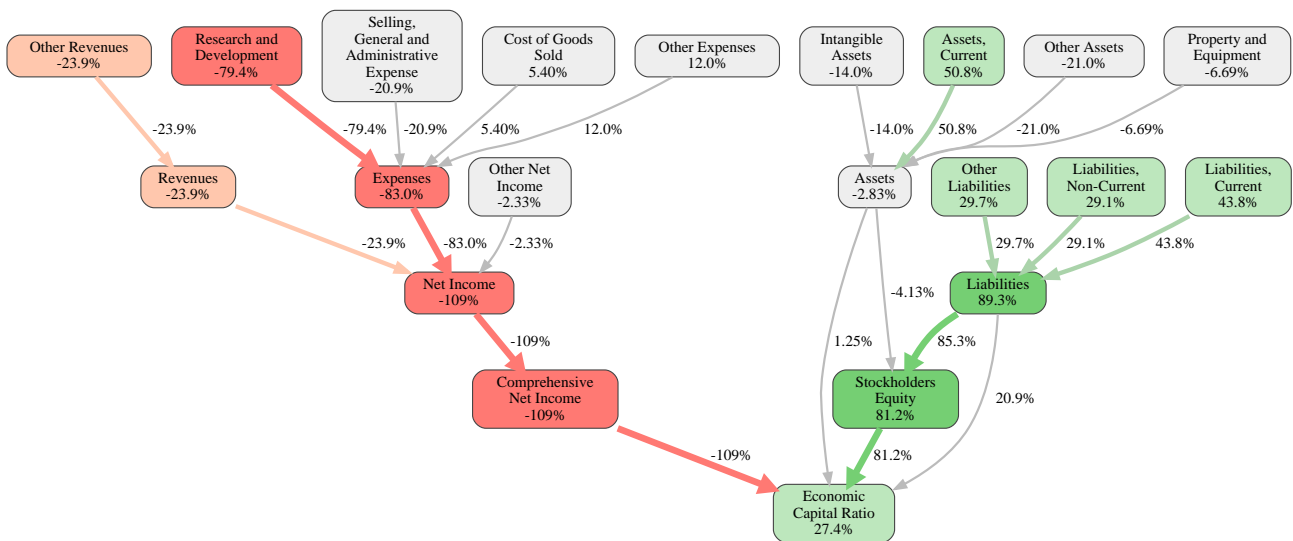 Other Revenues
-23.9%
Research and
Development
-79.4%
Selling,
General and
Administrative
Expense
-20.9%
Cost of Goods
Sold
5.40%
Other Expenses
12.0%
Intangible
Assets
-14.0%
Assets,
Current
50.8%
Other Assets
-21.0%
Property and
Equipment
-6.69%
-23.9%
-79.4%
-20.9%
5.40%
12.0%
-14.0%
50.8%
-21.0%
-6.69%
Revenues
-23.9%
Expenses
-83.0%
Other Net
Income
-2.33%
Assets
-2.83%
Other
Liabilities
29.7%
Liabilities,
Non-Current
29.1%
Liabilities,
Current
43.8%
-23.9%
-83.0%
-2.33%
29.7%
29.1%
43.8%
Net Income
-109%
-4.13%
Liabilities
89.3%
-109%
1.25%
85.3%
Comprehensive
Net Income
-109%
Stockholders
Equity
81.2%
20.9%
-109%
81.2%
Economic
Capital Ratio
27.4%